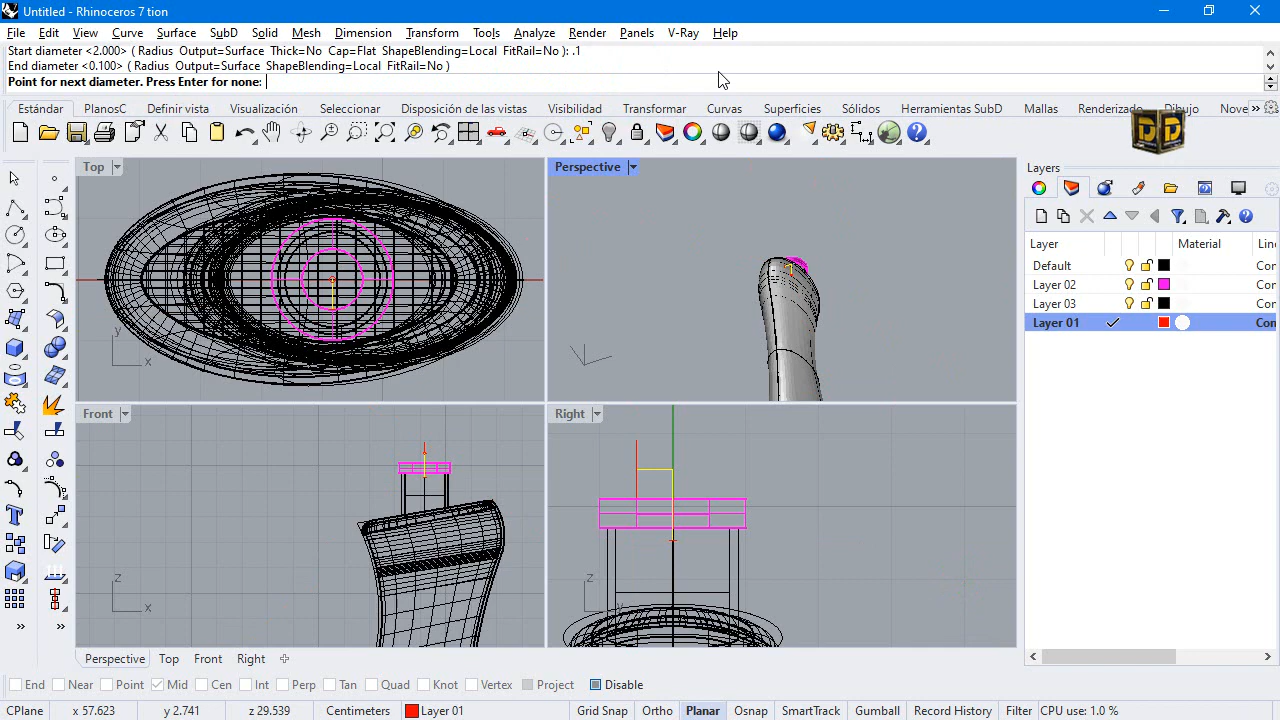 Untitled - Rhinoceros 7 tion
File Edit View Curve Surface SubD Solid Mesh Dimension Transform Tools Analyze Render Panels V-Ray Help
Start diameter <2.000> ( Radius Output=Surface Thick=No Cap=Flat ShapeBlending=Local FitRail=No ): .1
End diameter <0.100> ( Radius Output=Surface ShapeBlending=Local FitRail=No )
Point for next diameter. Press Enter for none:
Estándar PlanosC Definir vista Visualización Seleccionar Disposición de las vistas Visibilidad Transformar Curvas Superficies Sólidos Herramientas SubD Mallas Renderizado Dibujo Nove »
Top
Perspective
Layers
Layer Material Lin
Default Con
Layer 02 Con
Layer 03 Con
Layer 01 Con
y
x
Front
Right
z
x
z
y
Perspective Top Front Right
End Near Point Mid Cen Int Perp Tan Quad Knot Vertex Project Disable
CPlane x 57.623 y 2.741 z 29.539 Centimeters Layer 01 Grid Snap Ortho Planar Osnap SmartTrack Gumball Record History Filter CPU use: 1.0 %